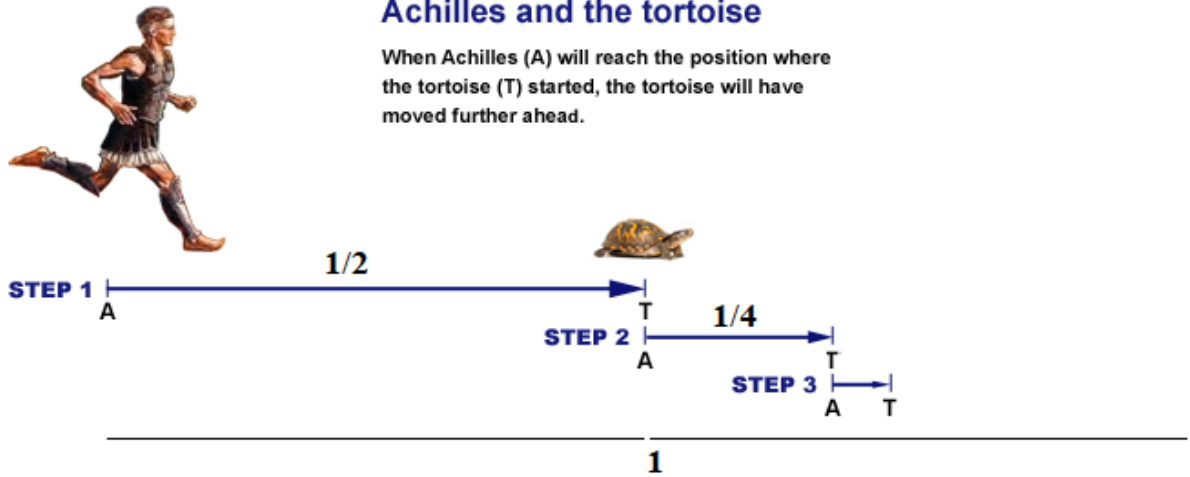 Achilles and the tortoise
When Achilles (A) will reach the position where
the tortoise (T) started, the tortoise will have
moved further ahead.
1/2
STEP 1
A
T
1/4
STEP 2
A
T
STEP 3
A T
1